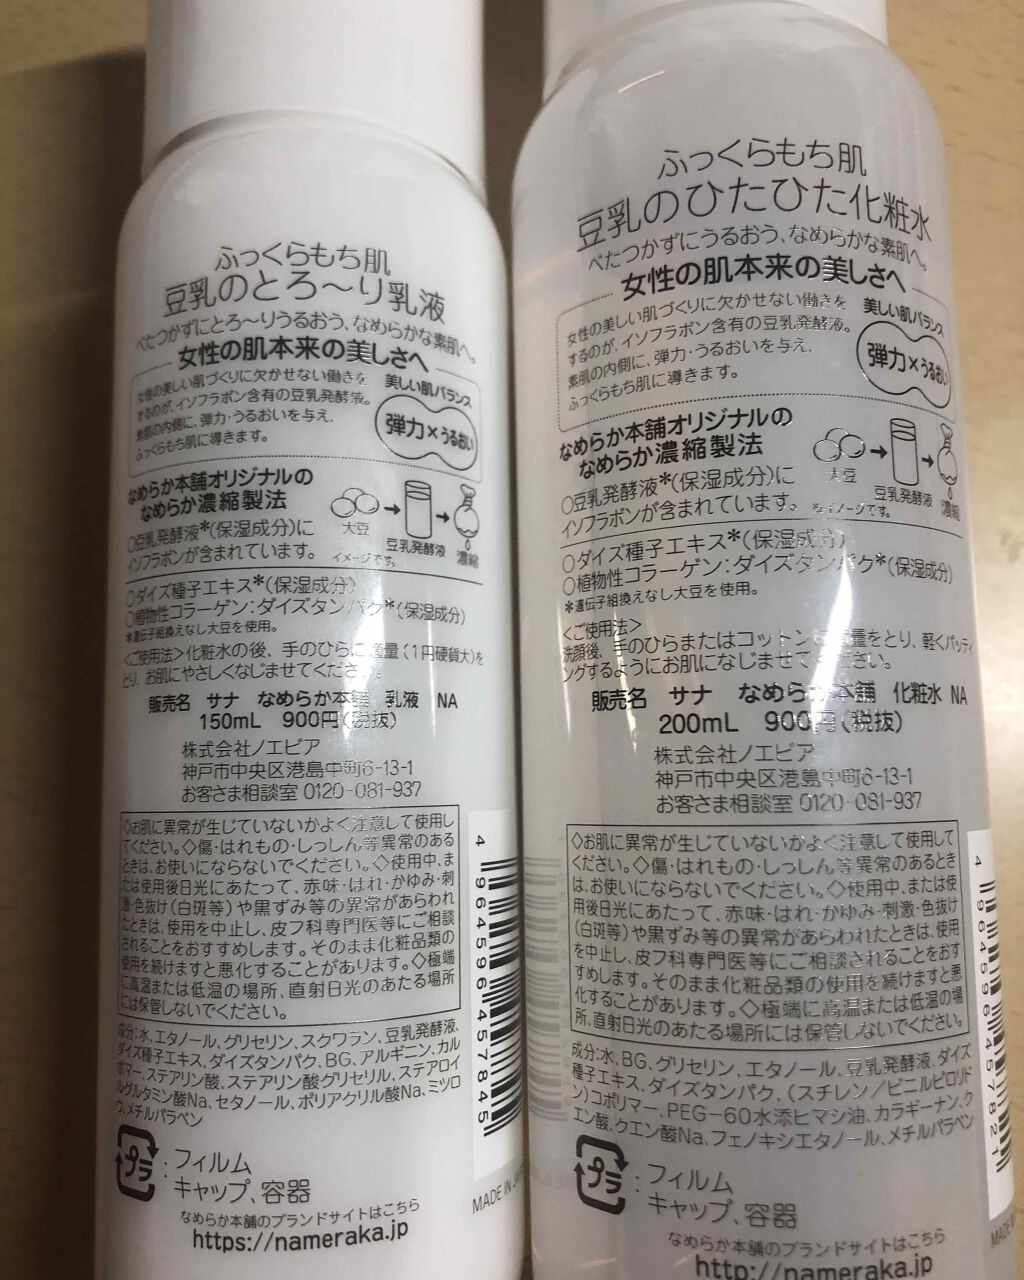 ふっくらもち肌
豆乳のとろ〜り乳液
べたつかずにとろ〜りうるおう、なめらかな素肌へ。
女性の肌本来の美しさへ
女性の美しい肌づくりに欠かせない働きを
するのが、イソフラボン含有の豆乳発酵液。
素肌の内側に、弾力・うるおいを与え、
ふっくらもち肌に導きます。
美しい肌バランス
弾力×うるおい
なめらか本舗オリジナルの
なめらか濃縮製法
○豆乳発酵液*(保湿成分)に
イソフラボンが含まれています。
大豆
豆乳発酵液
濃縮
イメージです。
○ダイズ種子エキス*(保湿成分)
○植物性コラーゲン:ダイズタンパク*(保湿成分)
*遺伝子組換えなし大豆を使用。
<ご使用法>化粧水の後、手のひらに適量(1円硬貨大)を
とり、お肌にやさしくなじませてください。
販売名 サナ なめらか本舗 乳液 NA
150mL 900円(税抜)
株式会社ノエビア
神戸市中央区港島中町6-13-1
お客さま相談室 0120-081-937
◇お肌に異常が生じていないかよく注意して使用し
てください。◇傷・はれもの・しっしん等異常のある
ときは、お使いにならないでください。◇使用中、ま
たは使用後日光にあたって、赤味・はれ・かゆみ・刺
激・色抜け(白斑等)や黒ずみ等の異常があらわれ
たときは、使用を中止し、皮フ科専門医等にご相談
されることをおすすめします。そのまま化粧品類の
使用を続けますと悪化することがあります。◇極端
に高温または低温の場所、直射日光のあたる場所
には保管しないでください。
成分:水、エタノール、グリセリン、スクワラン、豆乳発酵液、
ダイズ種子エキス、ダイズタンパク、BG、アルギニン、カル
ボマー、ステアリン酸、ステアリン酸グリセリル、ステアロイ
ルグルタミン酸Na、セタノール、ポリアクリル酸Na、ミツロ
ウ、メチルパラベン
プラ
:フィルム
キャップ、容器
なめらか本舗のブランドサイトはこちら
https://nameraka.jp
4 964596 457845
MADE IN JA
ふっくらもち肌
豆乳のひたひた化粧水
べたつかずにうるおう、なめらかな素肌へ。
女性の肌本来の美しさへ
女性の美しい肌づくりに欠かせない働きを
するのが、イソフラボン含有の豆乳発酵液。
素肌の内側に、弾力・うるおいを与え、
ふっくらもち肌に導きます。
美しい肌バランス
弾力×うるおい
なめらか本舗オリジナルの
なめらか濃縮製法
○豆乳発酵液*(保湿成分)に
イソフラボンが含まれています。
大豆
豆乳発酵液
濃縮
※イメージです。
○ダイズ種子エキス*(保湿成分)
○植物性コラーゲン:ダイズタンパク*(保湿成分)
*遺伝子組換えなし大豆を使用。
<ご使用法>
洗顔後、手のひらまたはコットンに適量をとり、軽くパッティ
ングするようにお肌になじませてください。
販売名 サナ なめらか本舗 化粧水 NA
200mL 900円(税抜)
株式会社ノエビア
神戸市中央区港島中町6-13-1
お客さま相談室 0120-081-937
◇お肌に異常が生じていないかよく注意して使用して
ください。◇傷・はれもの・しっしん等異常のあるとき
は、お使いにならないでください。◇使用中、または使
用後日光にあたって、赤味・はれ・かゆみ・刺激・色抜け
(白斑等)や黒ずみ等の異常があらわれたときは、使用
を中止し、皮フ科専門医等にご相談されることをおす
すめします。そのまま化粧品類の使用を続けますと悪
化することがあります。◇極端に高温または低温の場
所、直射日光のあたる場所には保管しないでください。
成分:水、BG、グリセリン、エタノール、豆乳発酵液、ダイズ
種子エキス、ダイズタンパク、(スチレン/ビニルピロリド
ン)コポリマー、PEG-60水添ヒマシ油、カラギーナン、ク
エン酸、クエン酸Na、フェノキシエタノール、メチルパラベン
プラ
:フィルム
キャップ、容器
なめらか本舗のブランドサイトはこちら
http://nameraka.jp
4 964596 457821
MADE